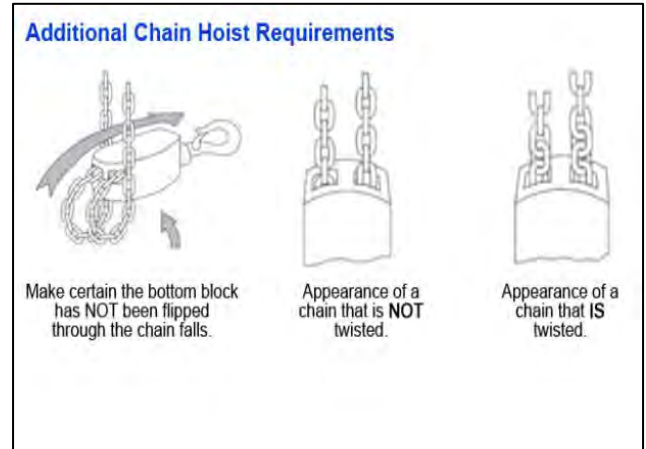 Additional Chain Hoist Requirements
Make certain the bottom block
has NOT been flipped
through the chain falls.
Appearance of a
chain that is NOT
twisted.
Appearance of a
chain that IS
twisted.